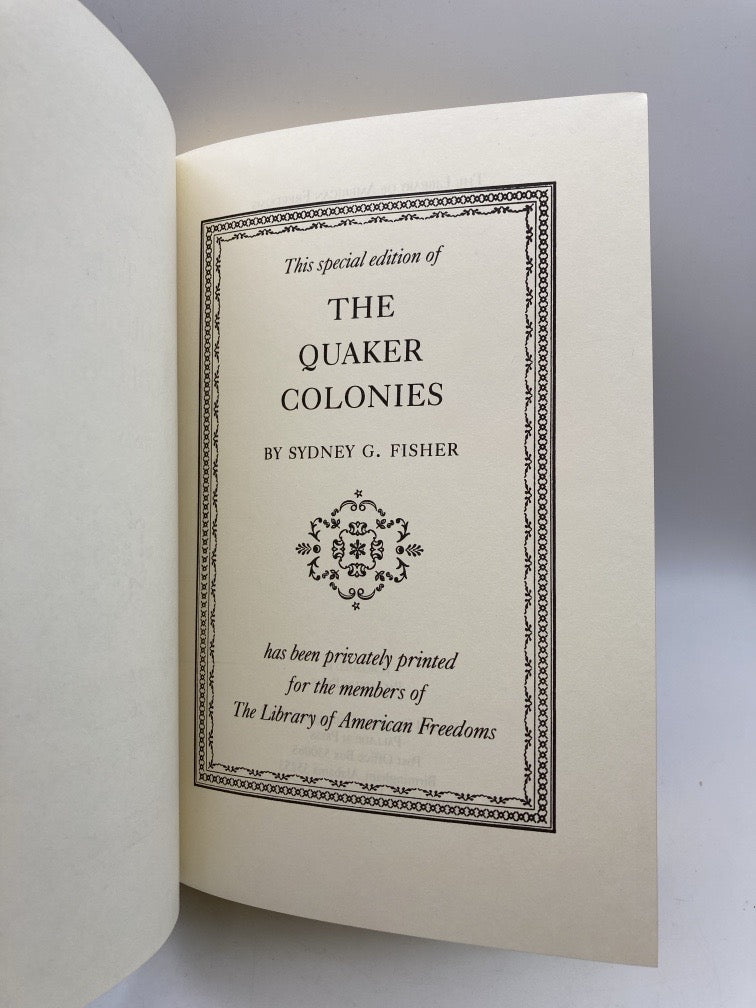 This special edition of
THE
QUAKER
COLONIES
BY SYDNEY G. FISHER
has been privately printed
for the members of
The Library of American Freedoms